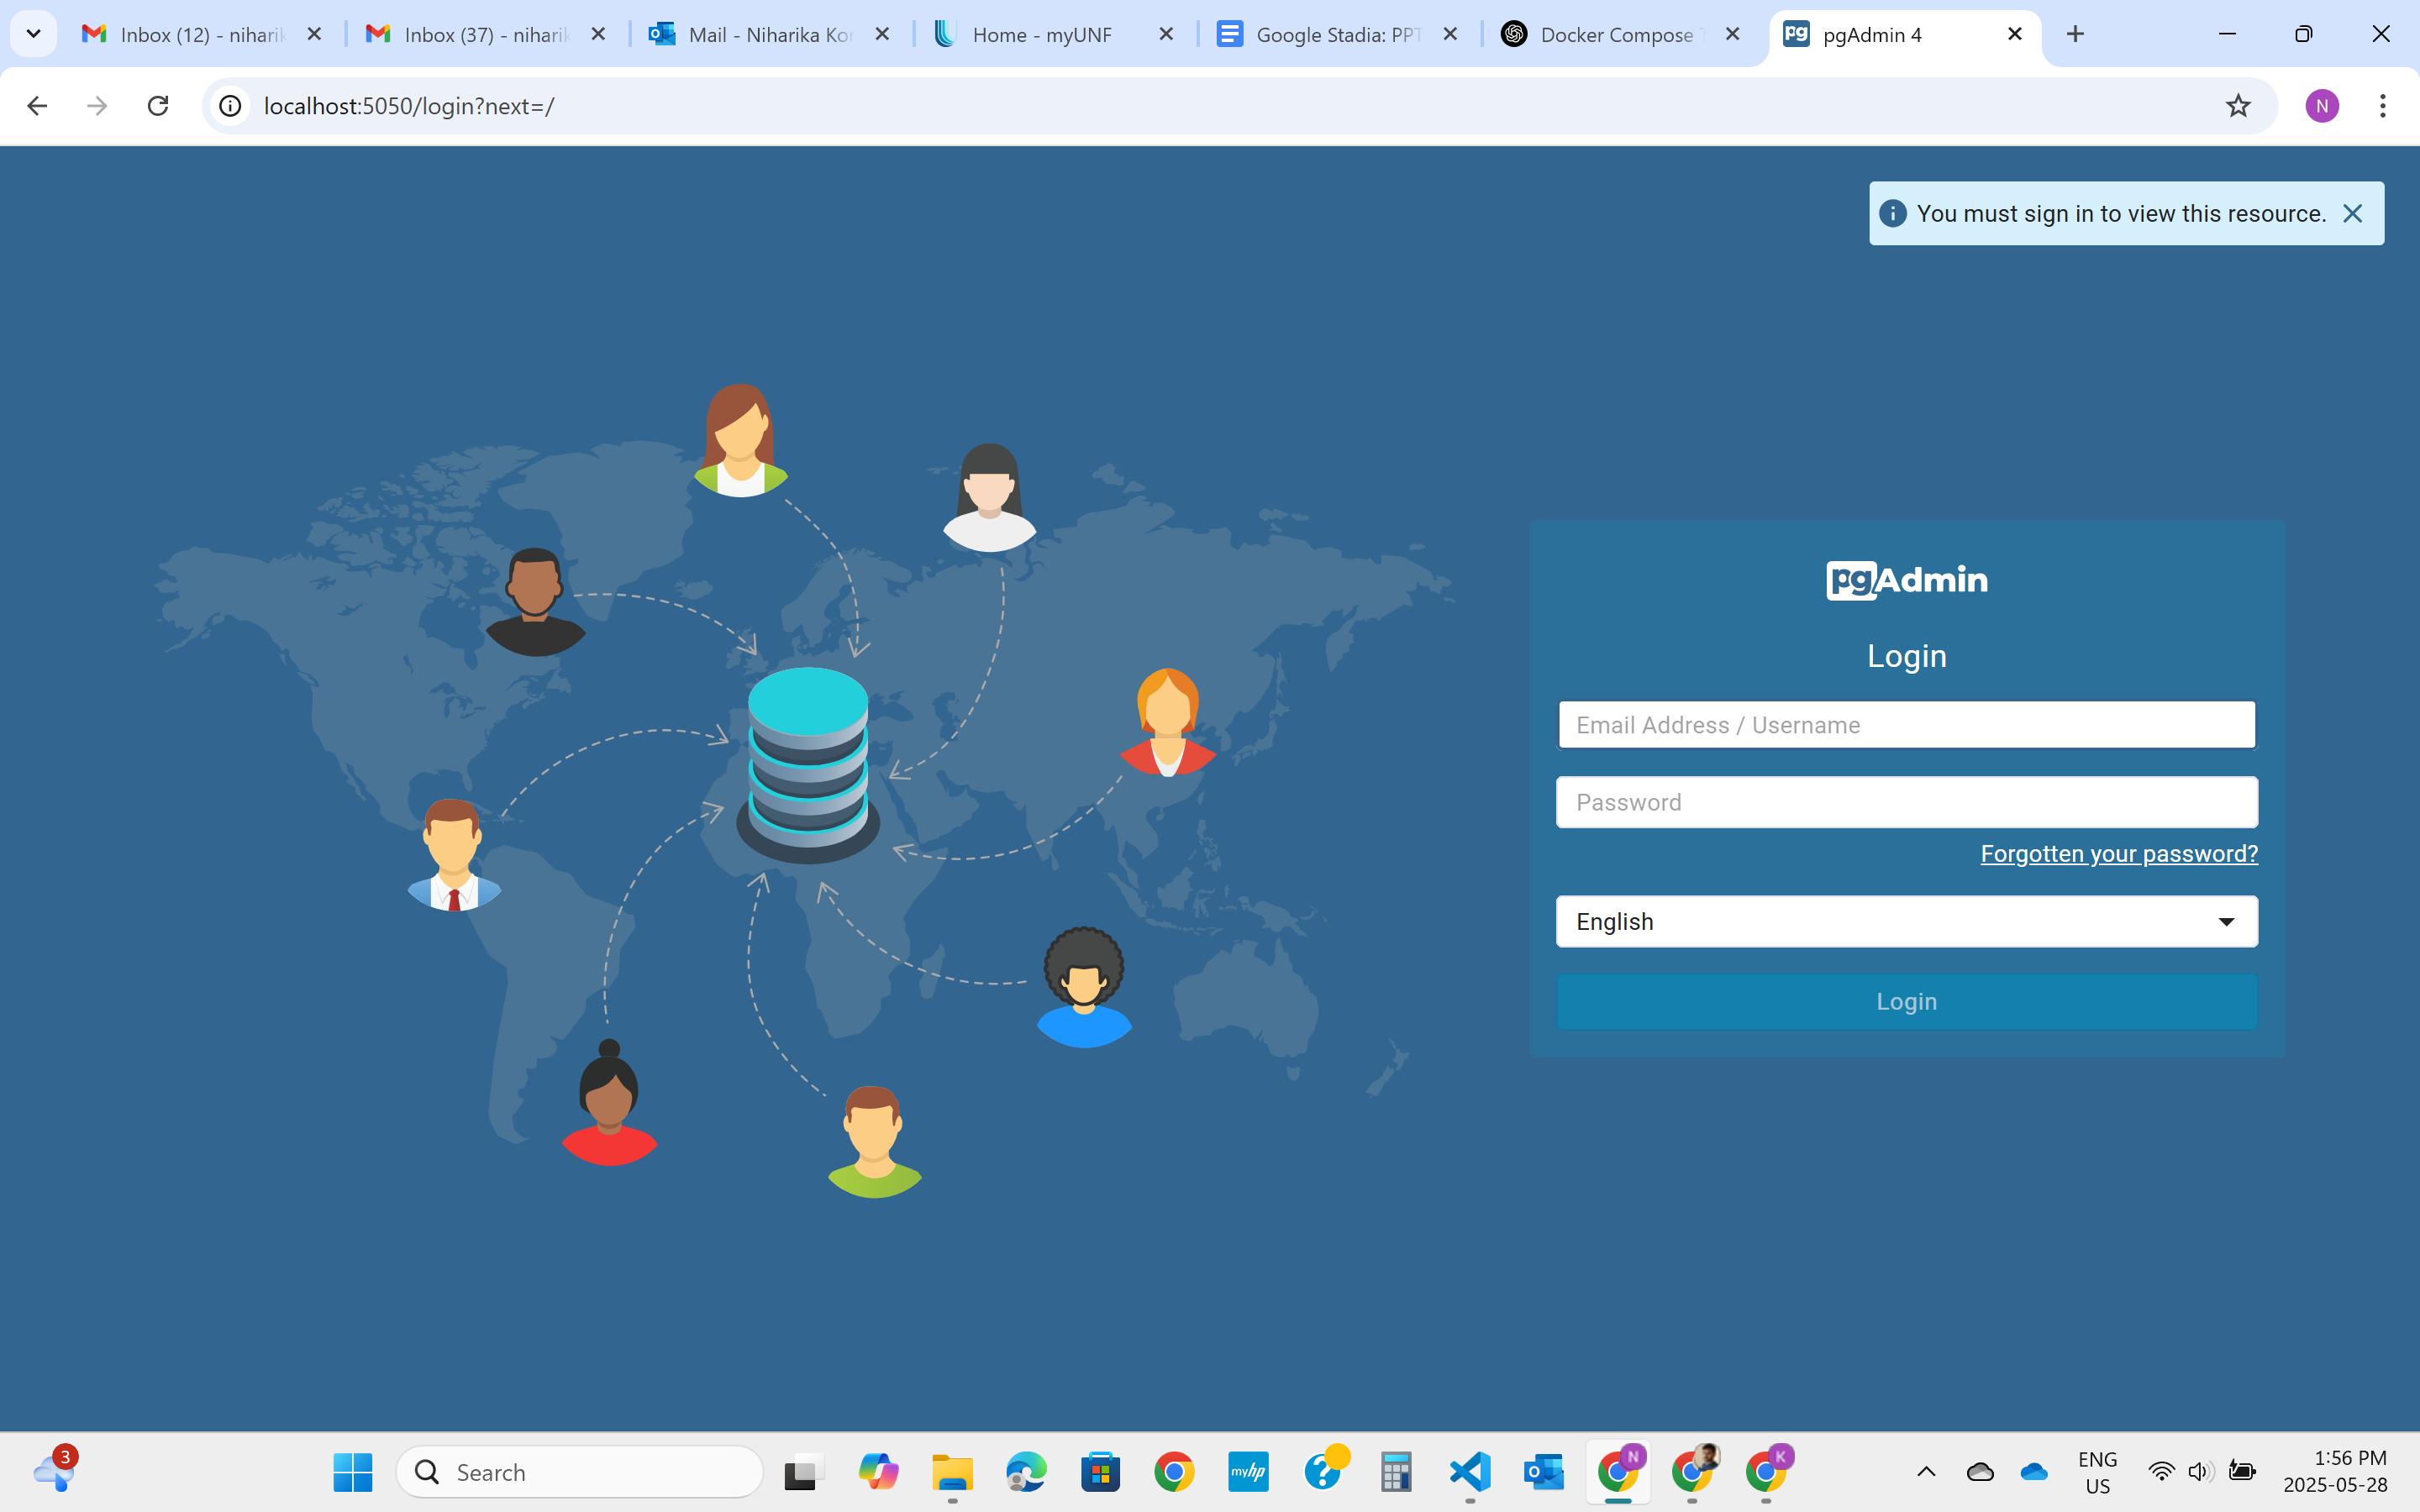 Inbox (12) - niharik
Inbox (37) - niharik
Mail - Niharika Ko
Home - myUNF
Google Stadia: PPT
Docker Compose
pg pgAdmin 4
localhost:5050/login?next=/
N
You must sign in to view this resource.
pgAdmin
Login
Email Address / Username
Password
Forgotten your password?
English
Login
3
Search
myhp
N
K
ENG
US
1:56 PM
2025-05-28